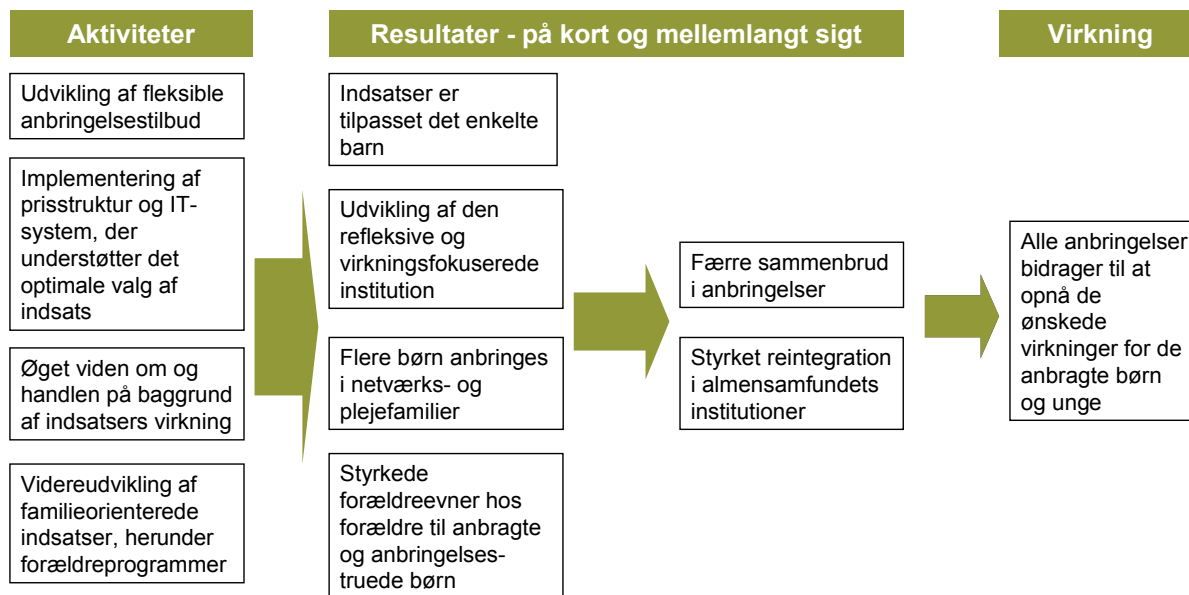 Aktiviteter
Resultater - på kort og mellemlangt sigt
Virkning
Udvikling af fleksible
anbringelsestilbud
Implementering af
prisstruktur og IT-
system, der
understøtter det
optimale valg af
indsats
Øget viden om og
handlen på baggrund
af indsatsers virkning
Videreudvikling af
familieorienterede
indsatser, herunder
forældreprogrammer
Indsatser er
tilpasset det enkelte
barn
Udvikling af den
refleksive og
virkningsfokuserede
institution
Flere børn anbringes
i netværks- og
plejefamilier
Styrkede
forældreevner hos
forældre til anbragte
og anbringelses-
truede børn
Færre sammenbrud
i anbringelser
Styrket reintegration
i almensamfundets
institutioner
Alle anbringelser
bidrager til at
opnå de
ønskede
virkninger for de
anbragte børn
og unge